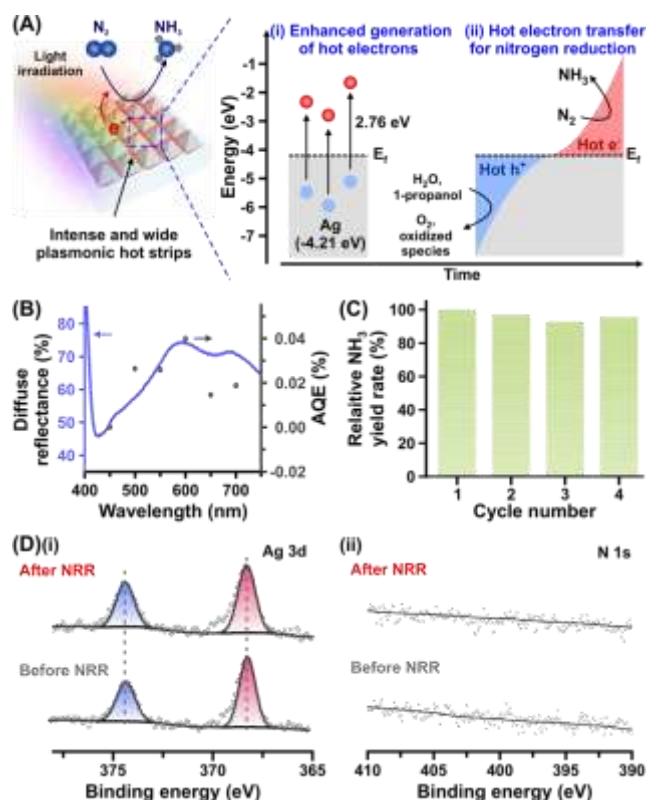 (A)
N₂
NH₃
Light
irradiation
e⁻
Intense and wide
plasmonic hot strips
(i) Enhanced generation
of hot electrons
(ii) Hot electron transfer
for nitrogen reduction
Energy (eV)
-1
-2
-3
-4
-5
-6
-7
2.76 eV
E_f
Ag
(-4.21 eV)
NH₃
N₂
Hot e⁻
E_f
Hot h⁺
H₂O,
1-propanol
O₂,
oxidized
species
Time
(B)
Diffuse
reflectance (%)
80
70
60
50
40
0.04
0.02
0.00
-0.02
AQE (%)
400 500 600 700
Wavelength (nm)
(C)
Relaitive NH₃
yield rate (%)
100
80
60
40
20
0
1 2 3 4
Cycle number
(D)(i)
Ag 3d
After NRR
Before NRR
375 370 365
Binding energy (eV)
(ii)
N 1s
After NRR
Before NRR
410 405 400 395 390
Binding energy (eV)